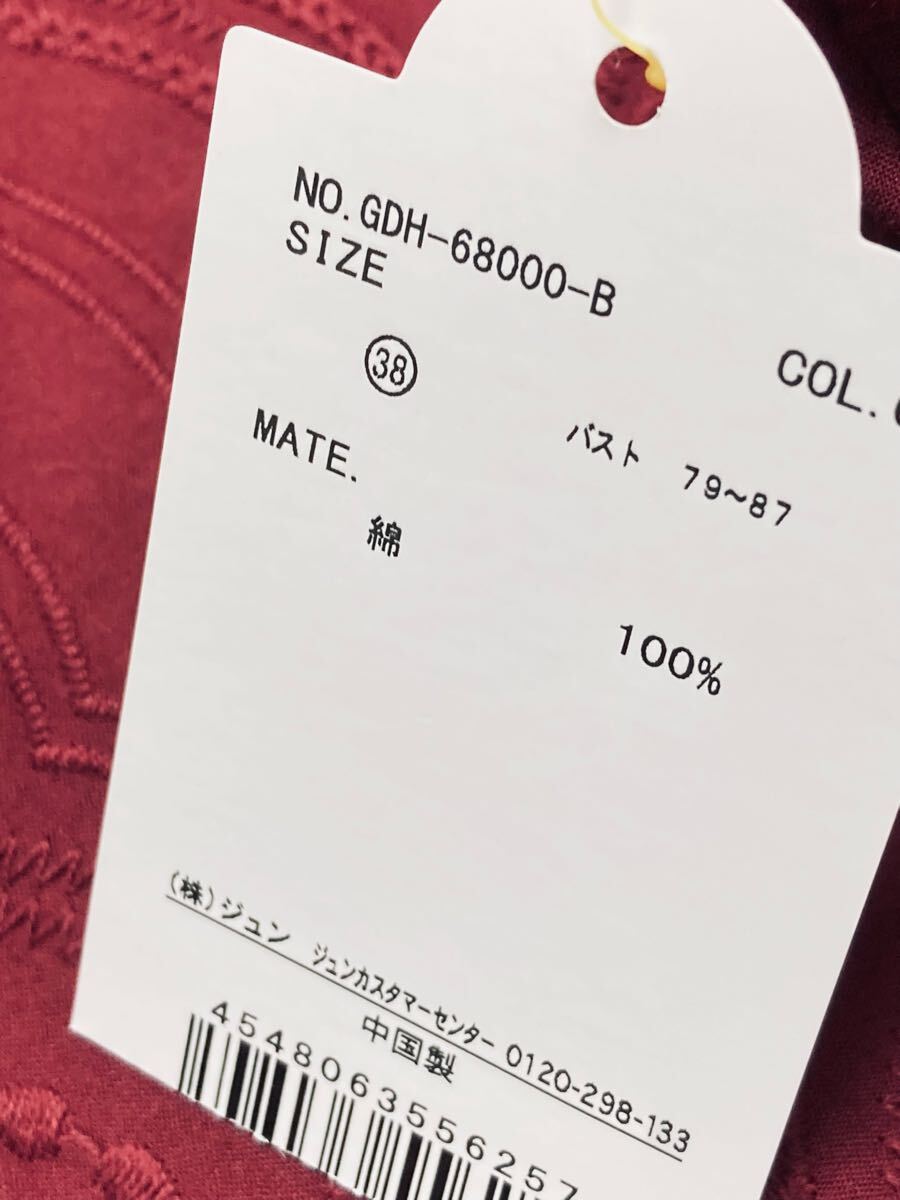 NO.GDH-68000-B
SIZE
COL.
㊳ バスト 79~87
MATE.
綿 100%
(株)ジュン ジュンカスタマーセンター 0120-298-133
中国製
4548063556257